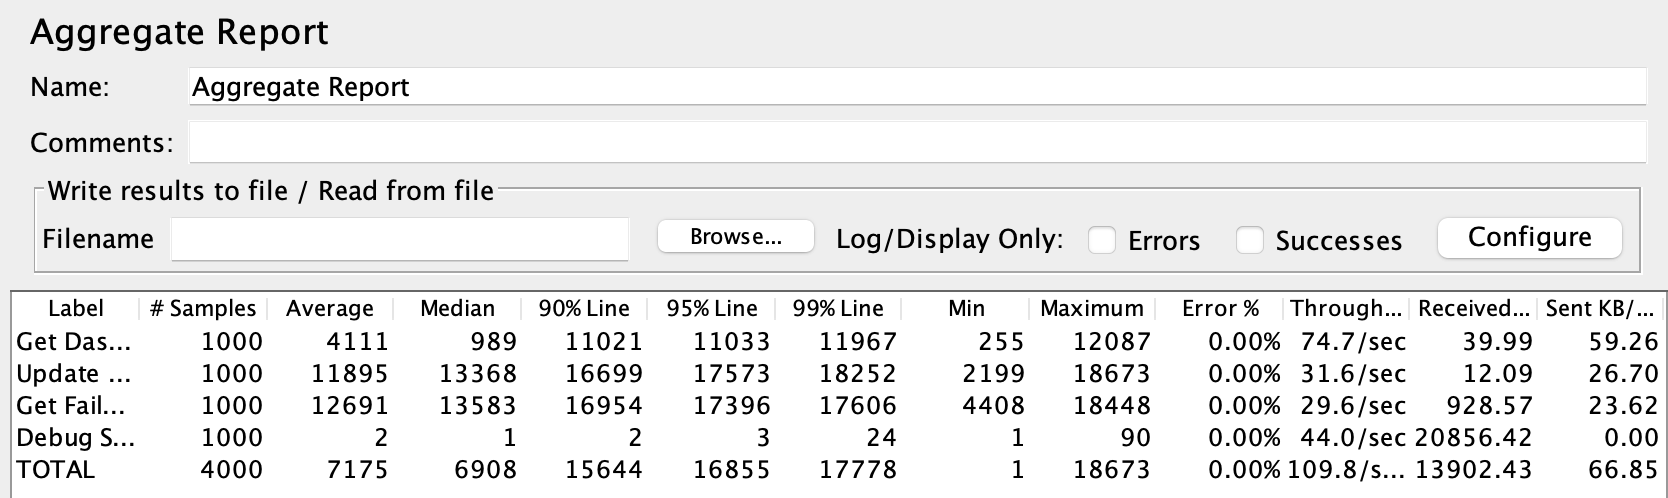 Aggregate Report
Name: Aggregate Report
Comments:
Write results to file / Read from file
Filename Browse... Log/Display Only: Errors Successes Configure
Label # Samples Average Median 90% Line 95% Line 99% Line Min Maximum Error % Through... Received... Sent KB/...
Get Das... 1000 4111 989 11021 11033 11967 255 12087 0.00% 74.7/sec 39.99 59.26
Update ... 1000 11895 13368 16699 17573 18252 2199 18673 0.00% 31.6/sec 12.09 26.70
Get Fail... 1000 12691 13583 16954 17396 17606 4408 18448 0.00% 29.6/sec 928.57 23.62
Debug S... 1000 2 1 2 3 24 1 90 0.00% 44.0/sec 20856.42 0.00
TOTAL 4000 7175 6908 15644 16855 17778 1 18673 0.00% 109.8/s... 13902.43 66.85